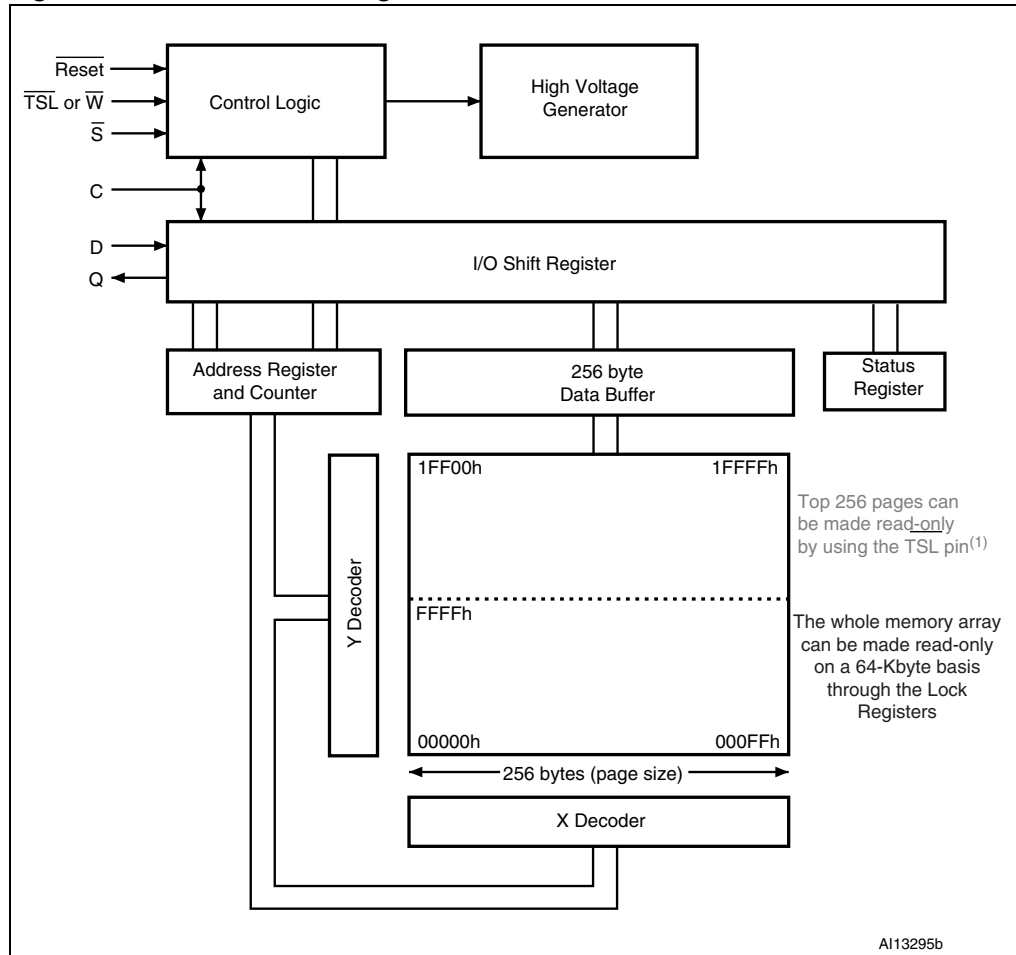 Reset
TSL or W
S
C
D
Q
Control Logic
High Voltage
Generator
I/O Shift Register
Address Register
and Counter
256 byte
Data Buffer
Status
Register
Y Decoder
1FF00h 1FFFFh
Top 256 pages can
be made read-only
by using the TSL pin(1)
FFFFh
The whole memory array
can be made read-only
on a 64-Kbyte basis
through the Lock
Registers
00000h 000FFh
256 bytes (page size)
X Decoder
AI13295b